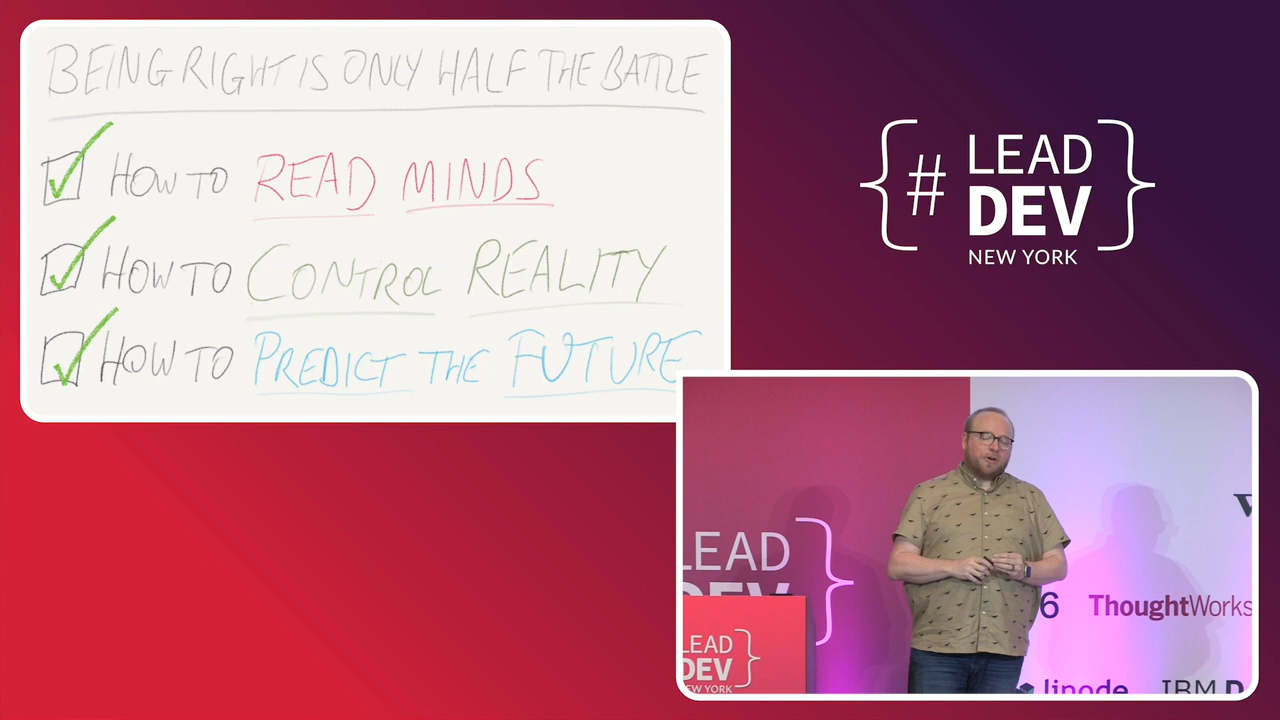 BEING RIGHT IS ONLY HALF THE BATTLE
HOW TO READ MINDS
HOW TO CONTROL REALITY
HOW TO PREDICT THE FUTURE
# LEAD
DEV
NEW YORK
LEAD
DEV
6 ThoughtWorks
LEAD
DEV
NEW YORK
linode IBM D